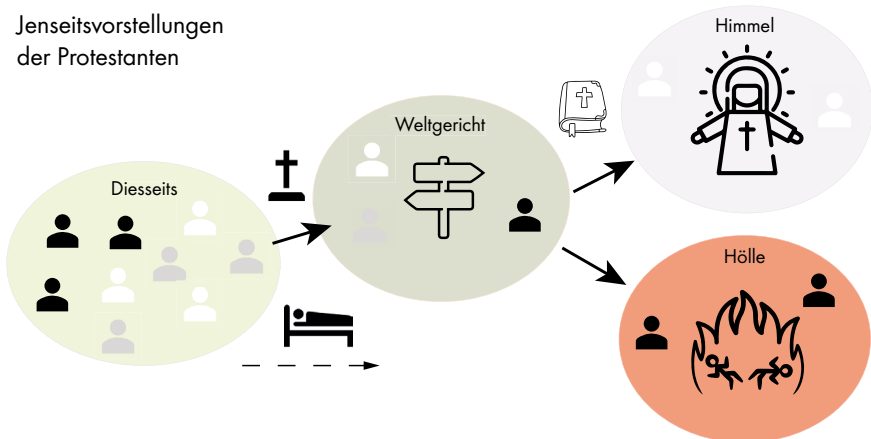 Jenseitsvorstellungen
der Protestanten
Diesseits
Weltgericht
Himmel
Hölle